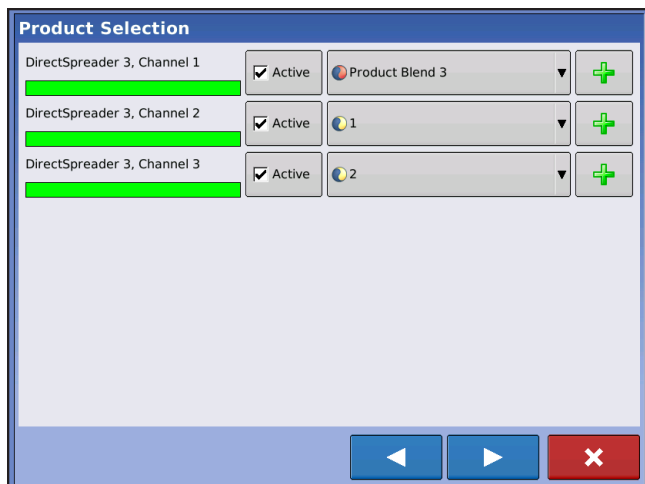 Product Selection
DirectSpreader 3, Channel 1
Active
Product Blend 3
DirectSpreader 3, Channel 2
Active
1
DirectSpreader 3, Channel 3
Active
2